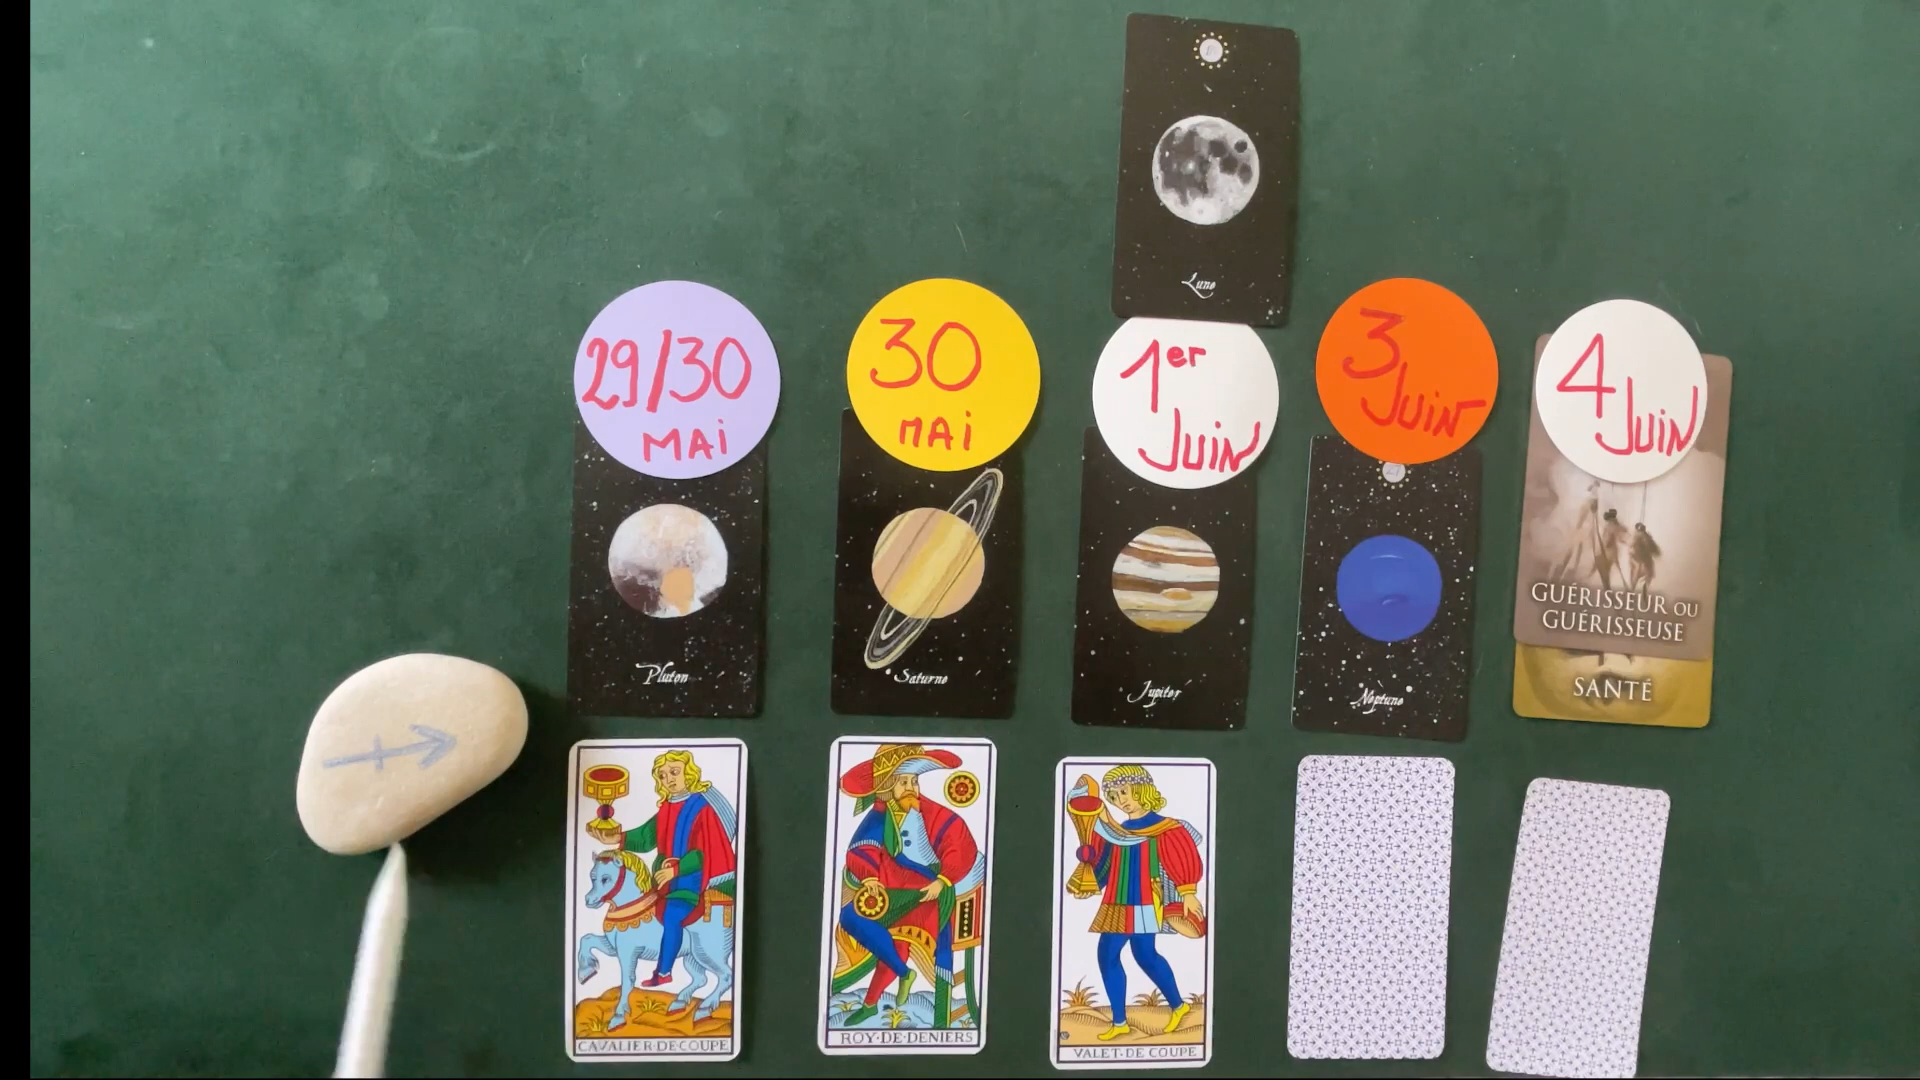 Lune
29/30
MAi
30
MAi
1er
JUiN
3
JUiN
4
JUiN
Pluton
Saturne
Jupiter
Neptune
GUÉRISSEUR OU
GUÉRISSEUSE
SANTÉ
CAVALIER·DE·COUPE
ROY·DE·DENIERS
VALET·DE COUPE